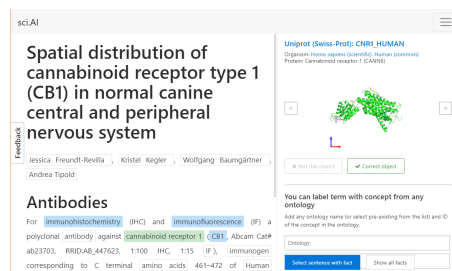 sci.AI
Spatial distribution of
cannabinoid receptor type 1
(CB1) in normal canine
central and peripheral
nervous system
Feedback
Jessica Freundt-Revilla , Kristel Kegler , Wolfgang Baumgärtner ,
Andrea Tipold
Antibodies
For immunohistochemistry (IHC) and immunofluorescence (IF) a
polyclonal antibody against cannabinoid receptor 1 (CB1, Abcam Cat#
ab23703, RRID:AB_447623, 1:100 IHC, 1:15 IF), immunogen
corresponding to C terminal amino acids 461–472 of Human
Uniprot (Swiss-Prot): CNR1_HUMAN
Organism: Homo sapiens (scientific), Human (common)
Protein: Cannabinoid receptor 1 (CANN6)
<
>
Not this object
✔ Correct object
You can label term with concept from any
ontology
Add any ontology name (or select pre-existing from the list) and ID
of the concept in the ontology.
Ontology
Select sentence with fact
Show all facts